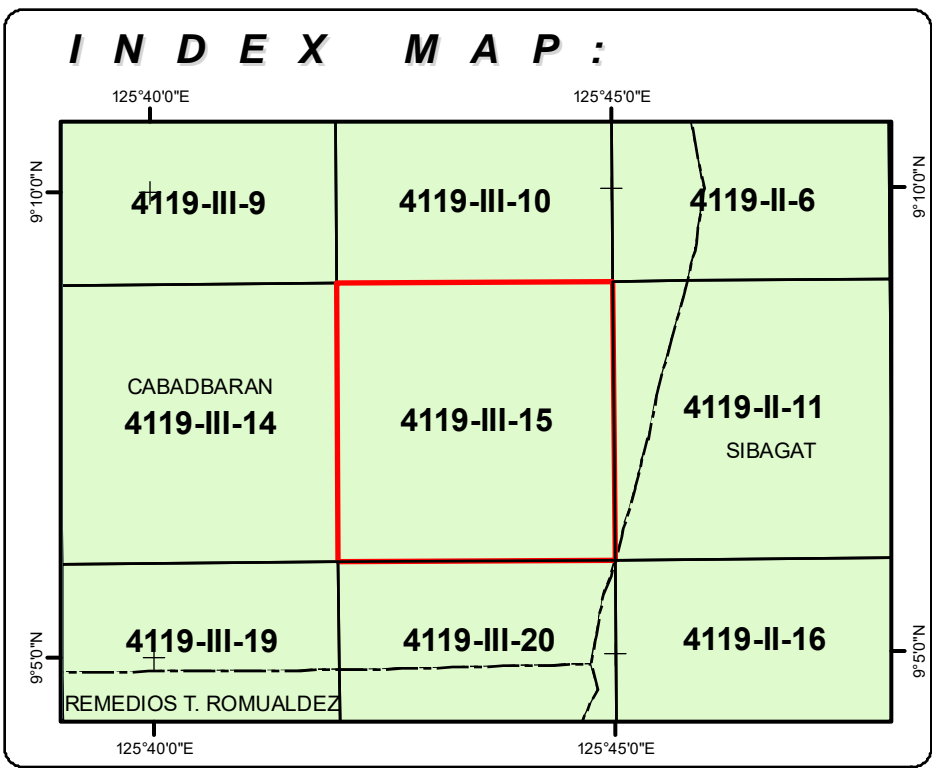 I N D E X M A P :
125°40'0"E 125°45'0"E
9°10'0"N 9°10'0"N
4119-III-9 4119-III-10 4119-II-6
CABADBARAN
4119-III-14 4119-III-15 4119-II-11
SIBAGAT
4119-III-19 4119-III-20 4119-II-16
9°5'0"N 9°5'0"N
REMEDIOS T. ROMUALDEZ
125°40'0"E 125°45'0"E